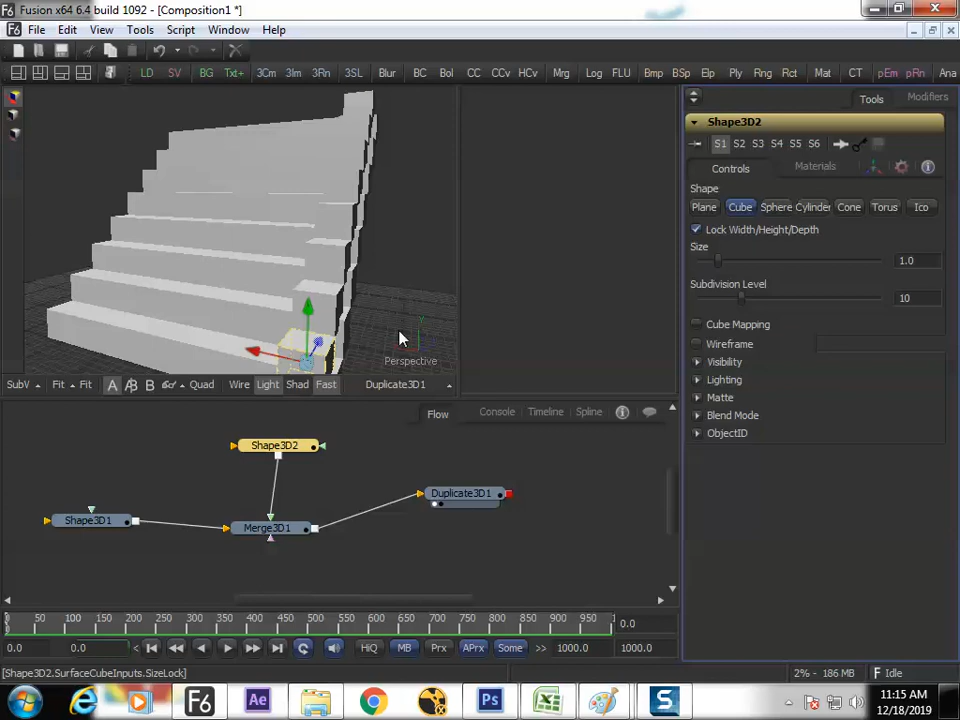 Fusion x64 6.4 build 1092 - [Composition1 *]
File Edit View Tools Script Window Help
LD SV BG Txt+ 3Cm 3Im 3Rn 3SL Blur BC Bol CC CCv HCv Mrg Log FLU Bmp BSp Elp Ply Rng Rct Mat CT pEm pRn Ana
Tools Modifiers
Shape3D2
S1 S2 S3 S4 S5 S6
Controls Materials
Shape
Plane Cube Sphere Cylinder Cone Torus Ico
Lock Width/Height/Depth
Size
1.0
Subdivision Level
10
Cube Mapping
Wireframe
Visibility
Lighting
Matte
Blend Mode
ObjectID
Perspective
SubV Fit Fit A B Quad Wire Light Shad Fast Duplicate3D1
Flow Console Timeline Spline
Shape3D2
Duplicate3D1
Shape3D1
Merge3D1
0 50 100 150 200 250 300 350 400 450 500 550 600 650 700 750 800 850 900 950 0.0
0.0 0.0 HiQ MB Prx APrx Some >> 1000.0 1000.0
[Shape3D2.SurfaceCubeInputs.SizeLock] 2% - 186 MB Idle
F6 Ae Ps S 11:15 AM
12/18/2019